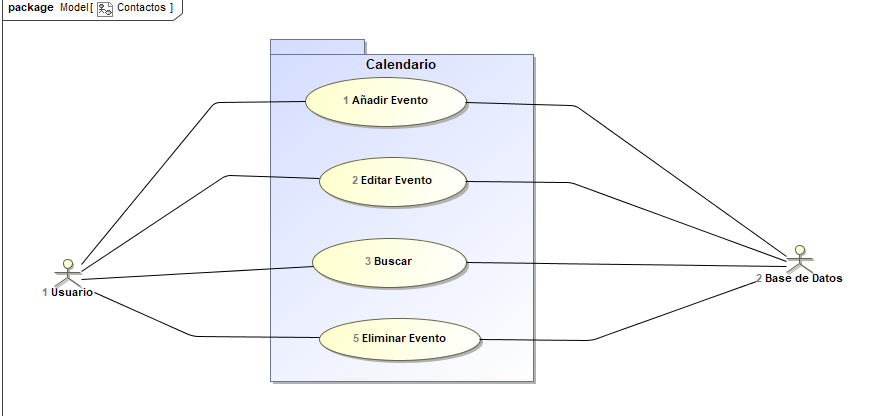 package Model [ Contactos ]
Calendario
1 Añadir Evento
2 Editar Evento
3 Buscar
5 Eliminar Evento
1 Usuario
2 Base de Datos